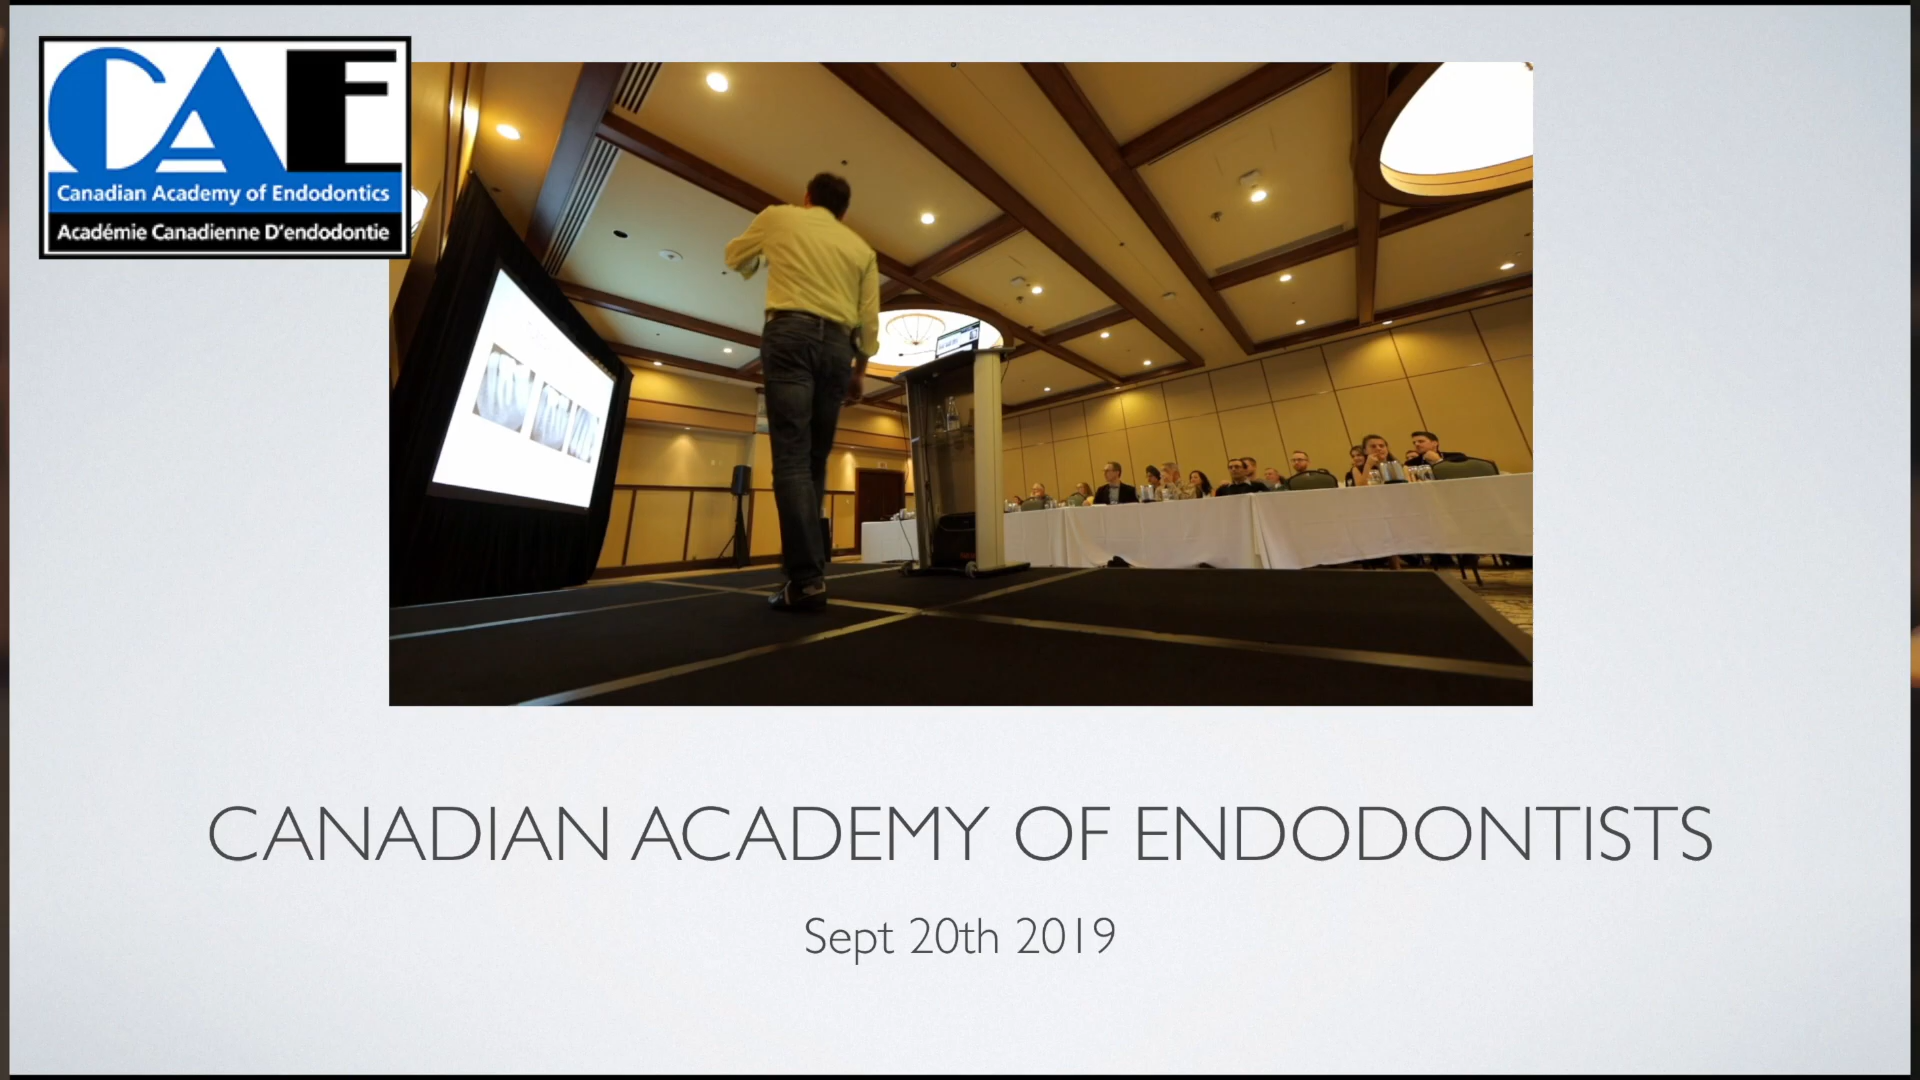 CAE
Canadian Academy of Endodontics
Académie Canadienne D'endodontie
CANADIAN ACADEMY OF ENDODONTISTS
Sept 20th 2019